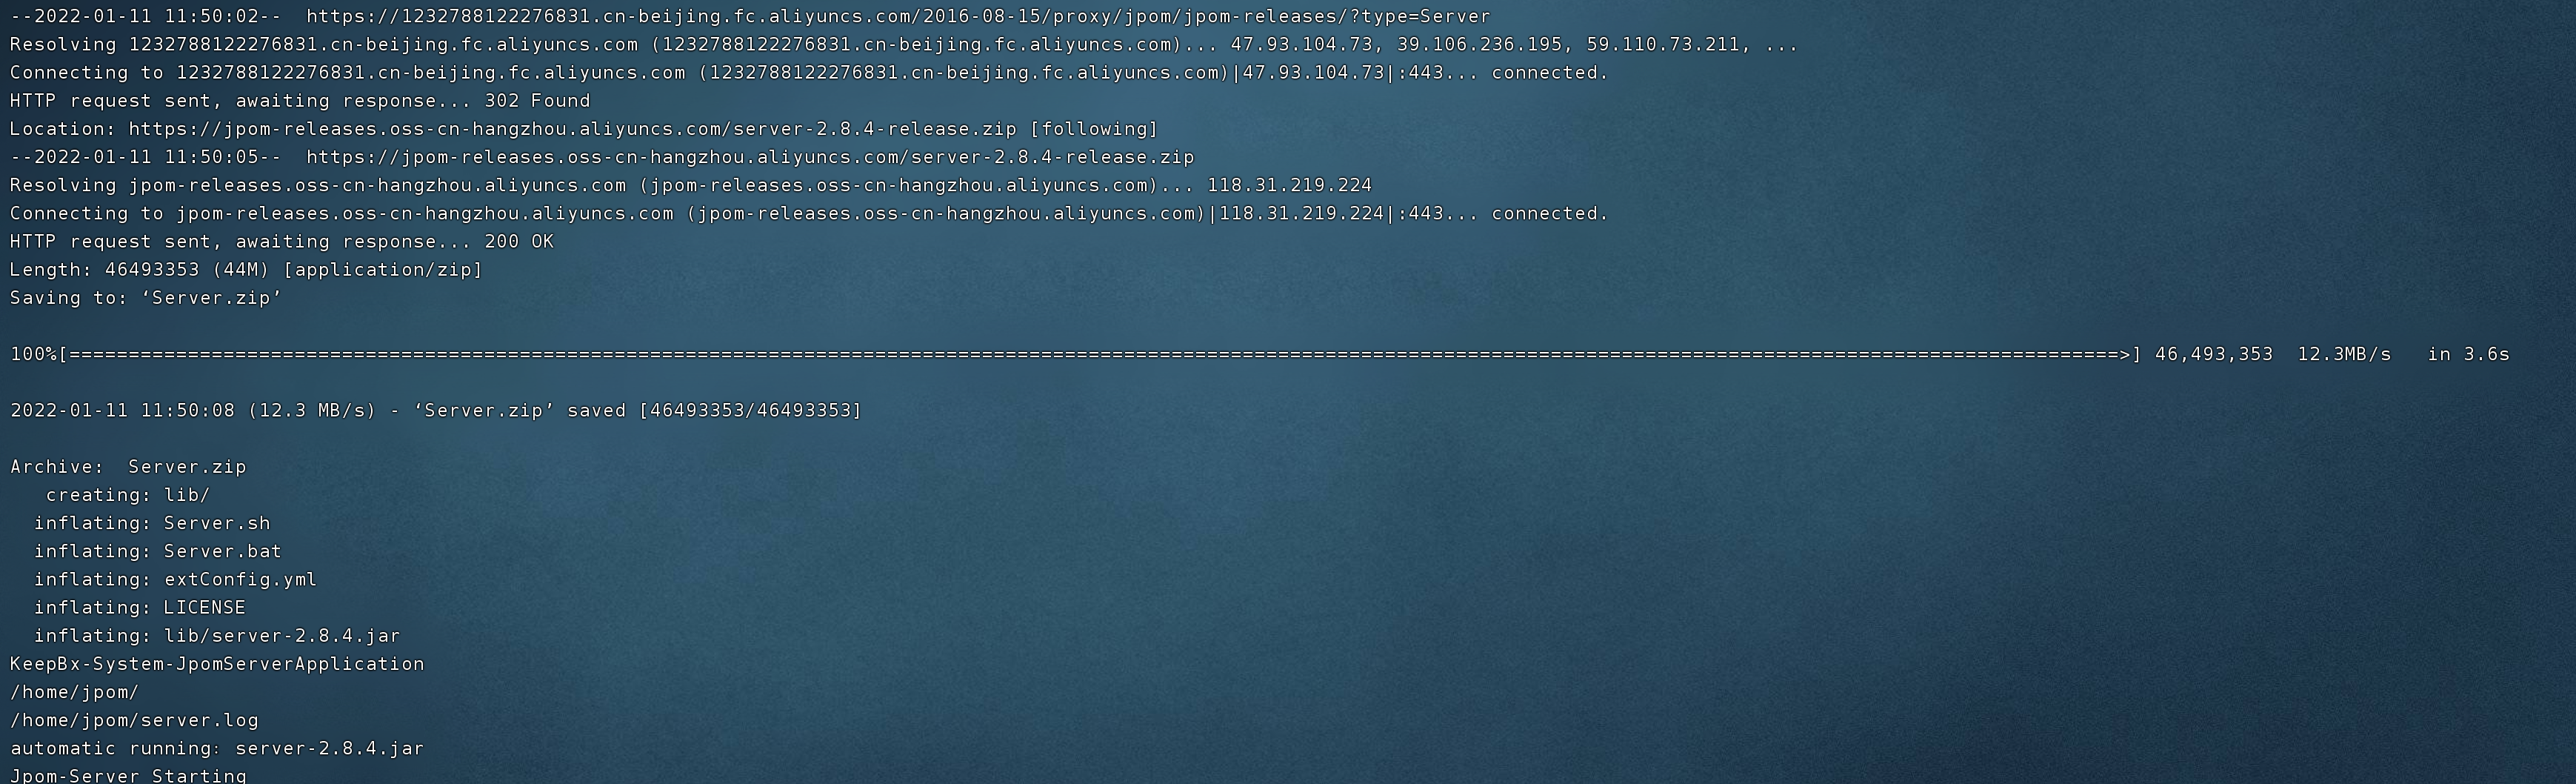 --2022-01-11 11:50:02--  https://1232788122276831.cn-beijing.fc.aliyuncs.com/2016-08-15/proxy/jpom/jpom-releases/?type=Server
Resolving 1232788122276831.cn-beijing.fc.aliyuncs.com (1232788122276831.cn-beijing.fc.aliyuncs.com)... 47.93.104.73, 39.106.236.195, 59.110.73.211, ...
Connecting to 1232788122276831.cn-beijing.fc.aliyuncs.com (1232788122276831.cn-beijing.fc.aliyuncs.com)|47.93.104.73|:443... connected.
HTTP request sent, awaiting response... 302 Found
Location: https://jpom-releases.oss-cn-hangzhou.aliyuncs.com/server-2.8.4-release.zip [following]
--2022-01-11 11:50:05--  https://jpom-releases.oss-cn-hangzhou.aliyuncs.com/server-2.8.4-release.zip
Resolving jpom-releases.oss-cn-hangzhou.aliyuncs.com (jpom-releases.oss-cn-hangzhou.aliyuncs.com)... 118.31.219.224
Connecting to jpom-releases.oss-cn-hangzhou.aliyuncs.com (jpom-releases.oss-cn-hangzhou.aliyuncs.com)|118.31.219.224|:443... connected.
HTTP request sent, awaiting response... 200 OK
Length: 46493353 (44M) [application/zip]
Saving to: ‘Server.zip’
100%[=============================================================================================================================================================================>] 46,493,353  12.3MB/s   in 3.6s
2022-01-11 11:50:08 (12.3 MB/s) - ‘Server.zip’ saved [46493353/46493353]
Archive:  Server.zip
   creating: lib/
  inflating: Server.sh
  inflating: Server.bat
  inflating: extConfig.yml
  inflating: LICENSE
  inflating: lib/server-2.8.4.jar
KeepBx-System-JpomServerApplication
/home/jpom/
/home/jpom/server.log
automatic running: server-2.8.4.jar
Jpom-Server Starting